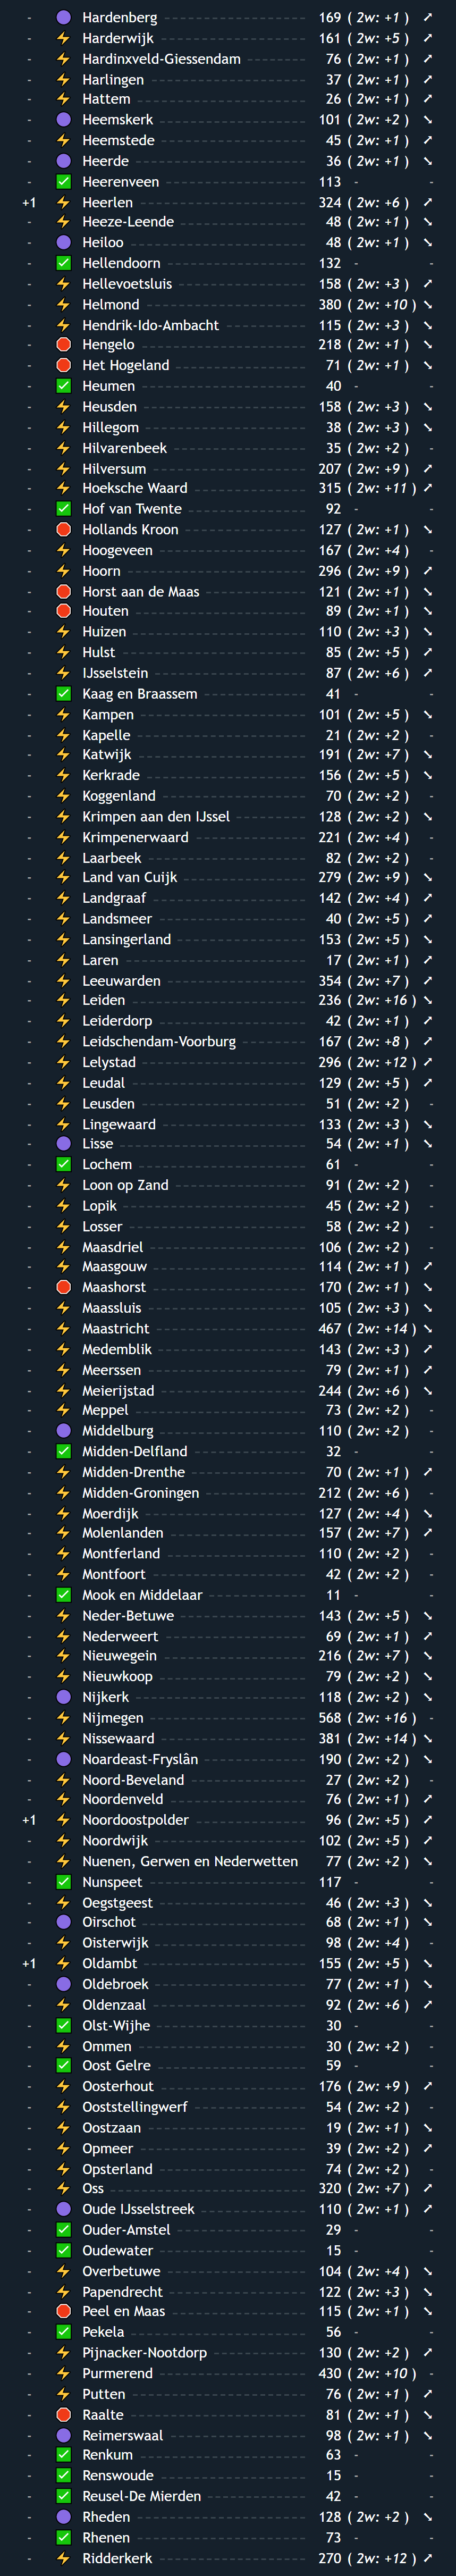 - Hardenberg 169 ( 2w: +1 ) ➚
- ⚡ Harderwijk 161 ( 2w: +5 ) ➚
- ⚡ Hardinxveld-Giessendam 76 ( 2w: +1 ) ➚
- ⚡ Harlingen 37 ( 2w: +1 ) ➚
- ⚡ Hattem 26 ( 2w: +1 ) ➚
- Heemskerk 101 ( 2w: +2 ) ➘
- ⚡ Heemstede 45 ( 2w: +1 ) ➚
- Heerde 36 ( 2w: +1 ) ➘
- ✅ Heerenveen 113 - -
+1 ⚡ Heerlen 324 ( 2w: +6 ) ➚
- ⚡ Heeze-Leende 48 ( 2w: +1 ) ➘
- Heiloo 48 ( 2w: +1 ) ➘
- ✅ Hellendoorn 132 - -
- ⚡ Hellevoetsluis 158 ( 2w: +3 ) ➚
- ⚡ Helmond 380 ( 2w: +10 ) ➘
- ⚡ Hendrik-Ido-Ambacht 115 ( 2w: +3 ) ➘
- Hengelo 218 ( 2w: +1 ) ➘
- Het Hogeland 71 ( 2w: +1 ) ➘
- ✅ Heumen 40 - -
- ⚡ Heusden 158 ( 2w: +3 ) ➘
- ⚡ Hillegom 38 ( 2w: +3 ) ➘
- ⚡ Hilvarenbeek 35 ( 2w: +2 ) -
- ⚡ Hilversum 207 ( 2w: +9 ) ➚
- ⚡ Hoeksche Waard 315 ( 2w: +11 ) ➚
- ✅ Hof van Twente 92 - -
- Hollands Kroon 127 ( 2w: +1 ) ➘
- ⚡ Hoogeveen 167 ( 2w: +4 ) -
- ⚡ Hoorn 296 ( 2w: +9 ) ➚
- Horst aan de Maas 121 ( 2w: +1 ) ➘
- Houten 89 ( 2w: +1 ) ➘
- ⚡ Huizen 110 ( 2w: +3 ) ➘
- ⚡ Hulst 85 ( 2w: +5 ) ➚
- ⚡ IJsselstein 87 ( 2w: +6 ) ➚
- ✅ Kaag en Braassem 41 - -
- ⚡ Kampen 101 ( 2w: +5 ) ➘
- ⚡ Kapelle 21 ( 2w: +2 ) -
- ⚡ Katwijk 191 ( 2w: +7 ) ➘
- ⚡ Kerkrade 156 ( 2w: +5 ) ➘
- ⚡ Koggenland 70 ( 2w: +2 ) -
- ⚡ Krimpen aan den IJssel 128 ( 2w: +2 ) ➘
- ⚡ Krimpenerwaard 221 ( 2w: +4 ) -
- ⚡ Laarbeek 82 ( 2w: +2 ) -
- ⚡ Land van Cuijk 279 ( 2w: +9 ) ➘
- ⚡ Landgraaf 142 ( 2w: +4 ) ➚
- ⚡ Landsmeer 40 ( 2w: +5 ) ➚
- ⚡ Lansingerland 153 ( 2w: +5 ) ➘
- ⚡ Laren 17 ( 2w: +1 ) ➚
- ⚡ Leeuwarden 354 ( 2w: +7 ) ➚
- ⚡ Leiden 236 ( 2w: +16 ) ➘
- ⚡ Leiderdorp 42 ( 2w: +1 ) ➚
- ⚡ Leidschendam-Voorburg 167 ( 2w: +8 ) ➚
- ⚡ Lelystad 296 ( 2w: +12 ) ➚
- ⚡ Leudal 129 ( 2w: +5 ) ➚
- ⚡ Leusden 51 ( 2w: +2 ) -
- ⚡ Lingewaard 133 ( 2w: +3 ) ➘
- Lisse 54 ( 2w: +1 ) ➘
- ✅ Lochem 61 - -
- ⚡ Loon op Zand 91 ( 2w: +2 ) -
- ⚡ Lopik 45 ( 2w: +2 ) -
- ⚡ Losser 58 ( 2w: +2 ) -
- ⚡ Maasdriel 106 ( 2w: +2 ) -
- ⚡ Maasgouw 114 ( 2w: +1 ) ➚
- Maashorst 170 ( 2w: +1 ) ➘
- ⚡ Maassluis 105 ( 2w: +3 ) ➘
- ⚡ Maastricht 467 ( 2w: +14 ) ➘
- ⚡ Medemblik 143 ( 2w: +3 ) ➚
- ⚡ Meerssen 79 ( 2w: +1 ) ➚
- ⚡ Meierijstad 244 ( 2w: +6 ) ➘
- ⚡ Meppel 73 ( 2w: +2 ) -
- Middelburg 110 ( 2w: +2 ) -
- ✅ Midden-Delfland 32 - -
- ⚡ Midden-Drenthe 70 ( 2w: +1 ) ➚
- ⚡ Midden-Groningen 212 ( 2w: +6 ) -
- ⚡ Moerdijk 127 ( 2w: +4 ) ➘
- ⚡ Molenlanden 157 ( 2w: +7 ) ➚
- ⚡ Montferland 110 ( 2w: +2 ) -
- ⚡ Montfoort 42 ( 2w: +2 ) -
- ✅ Mook en Middelaar 11 - -
- ⚡ Neder-Betuwe 143 ( 2w: +5 ) ➘
- ⚡ Nederweert 69 ( 2w: +1 ) ➚
- ⚡ Nieuwegein 216 ( 2w: +7 ) ➘
- ⚡ Nieuwkoop 79 ( 2w: +2 ) ➘
- Nijkerk 118 ( 2w: +2 ) ➘
- ⚡ Nijmegen 568 ( 2w: +16 ) -
- ⚡ Nissewaard 381 ( 2w: +14 ) ➘
- Noardeast-Fryslân 190 ( 2w: +2 ) ➘
- ⚡ Noord-Beveland 27 ( 2w: +2 ) -
- ⚡ Noordenveld 76 ( 2w: +1 ) ➚
+1 ⚡ Noordoostpolder 96 ( 2w: +5 ) ➚
- ⚡ Noordwijk 102 ( 2w: +5 ) ➚
- ⚡ Nuenen, Gerwen en Nederwetten 77 ( 2w: +2 ) ➘
- ✅ Nunspeet 117 - -
- ⚡ Oegstgeest 46 ( 2w: +3 ) ➘
- Oirschot 68 ( 2w: +1 ) ➘
- ⚡ Oisterwijk 98 ( 2w: +4 ) -
+1 ⚡ Oldambt 155 ( 2w: +5 ) ➘
- Oldebroek 77 ( 2w: +1 ) ➘
- ⚡ Oldenzaal 92 ( 2w: +6 ) ➚
- ✅ Olst-Wijhe 30 - -
- ⚡ Ommen 30 ( 2w: +2 ) -
- ✅ Oost Gelre 59 - -
- ⚡ Oosterhout 176 ( 2w: +9 ) ➚
- ⚡ Ooststellingwerf 54 ( 2w: +2 ) -
- ⚡ Oostzaan 19 ( 2w: +1 ) ➘
- ⚡ Opmeer 39 ( 2w: +2 ) ➚
- ⚡ Opsterland 74 ( 2w: +2 ) -
- ⚡ Oss 320 ( 2w: +7 ) ➚
- Oude IJsselstreek 110 ( 2w: +1 ) ➚
- ✅ Ouder-Amstel 29 - -
- ✅ Oudewater 15 - -
- ⚡ Overbetuwe 104 ( 2w: +4 ) ➘
- ⚡ Papendrecht 122 ( 2w: +3 ) ➘
- Peel en Maas 115 ( 2w: +1 ) ➘
- ✅ Pekela 56 - -
- ⚡ Pijnacker-Nootdorp 130 ( 2w: +2 ) ➚
- ⚡ Purmerend 430 ( 2w: +10 ) -
- ⚡ Putten 76 ( 2w: +1 ) ➚
- Raalte 81 ( 2w: +1 ) ➘
- Reimerswaal 98 ( 2w: +1 ) ➘
- ✅ Renkum 63 - -
- ✅ Renswoude 15 - -
- ✅ Reusel-De Mierden 42 - -
- Rheden 128 ( 2w: +2 ) ➘
- ✅ Rhenen 73 - -
- ⚡ Ridderkerk 270 ( 2w: +12 ) ➚